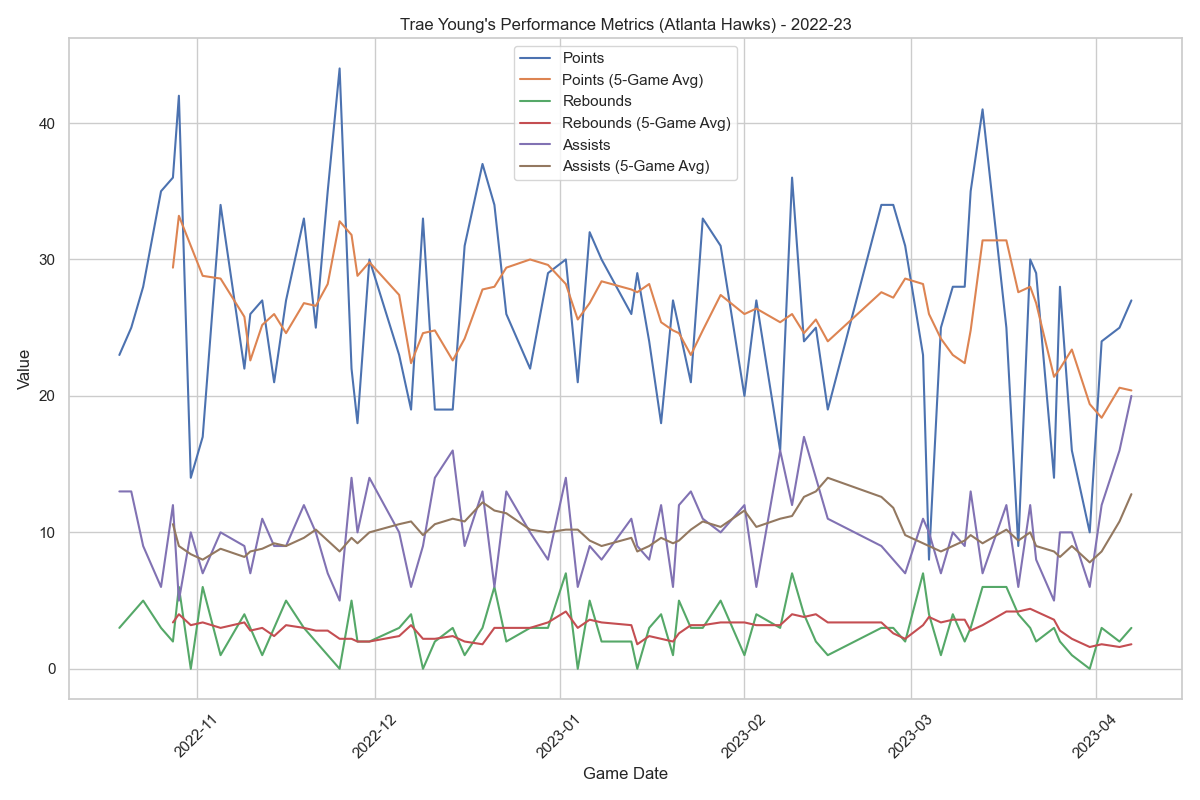 Trae Young's Performance Metrics (Atlanta Hawks) - 2022-23
Points
Points (5-Game Avg)
Rebounds
Rebounds (5-Game Avg)
Assists
Assists (5-Game Avg)
Value
40
30
20
10
0
2022-11
2022-12
2023-01
2023-02
2023-03
2023-04
Game Date